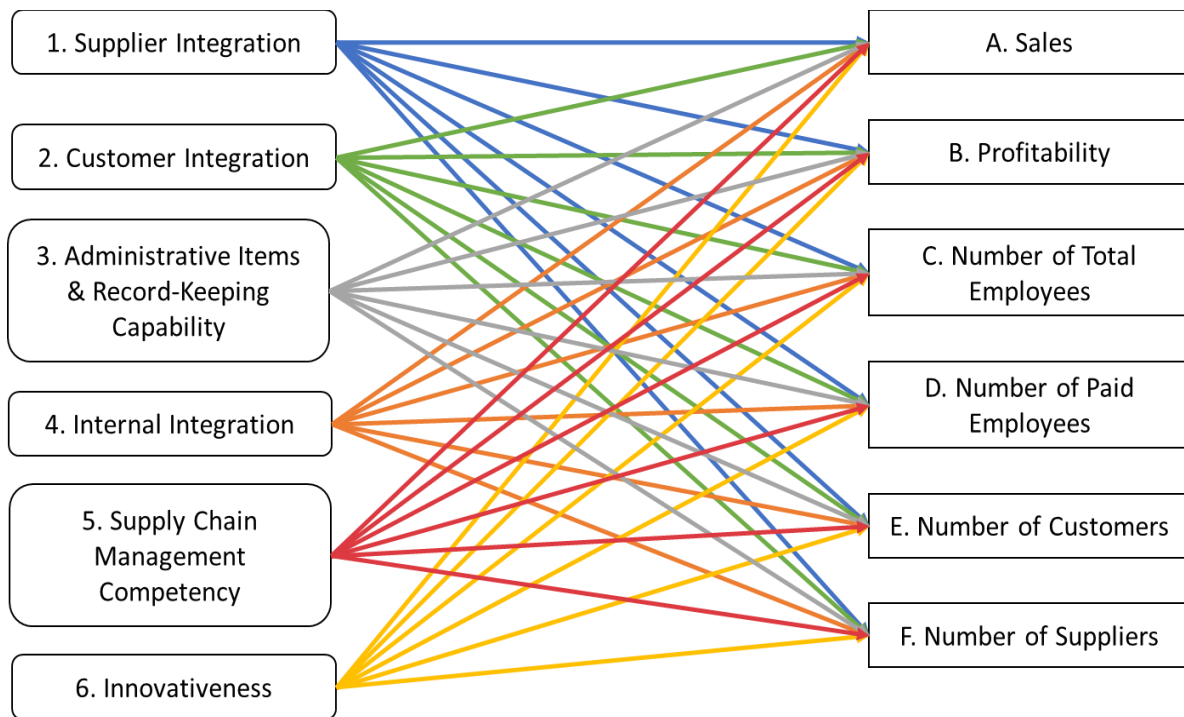 1. Supplier Integration
2. Customer Integration
3. Administrative Items
& Record-Keeping
Capability
4. Internal Integration
5. Supply Chain
Management
Competency
6. Innovativeness
A. Sales
B. Profitability
C. Number of Total
Employees
D. Number of Paid
Employees
E. Number of Customers
F. Number of Suppliers